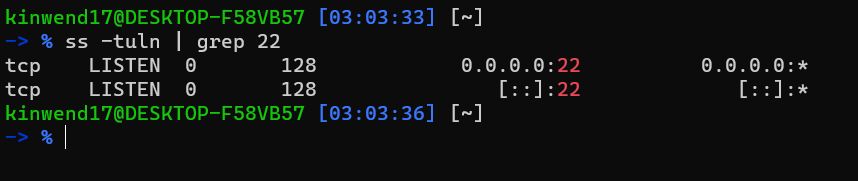 kinwend17@DESKTOP-F58VB57 [03:03:33] [~]
-> % ss -tuln | grep 22
tcp    LISTEN  0       128             0.0.0.0:22          0.0.0.0:*
tcp    LISTEN  0       128                [::]:22             [::]:*
kinwend17@DESKTOP-F58VB57 [03:03:36] [~]
-> %